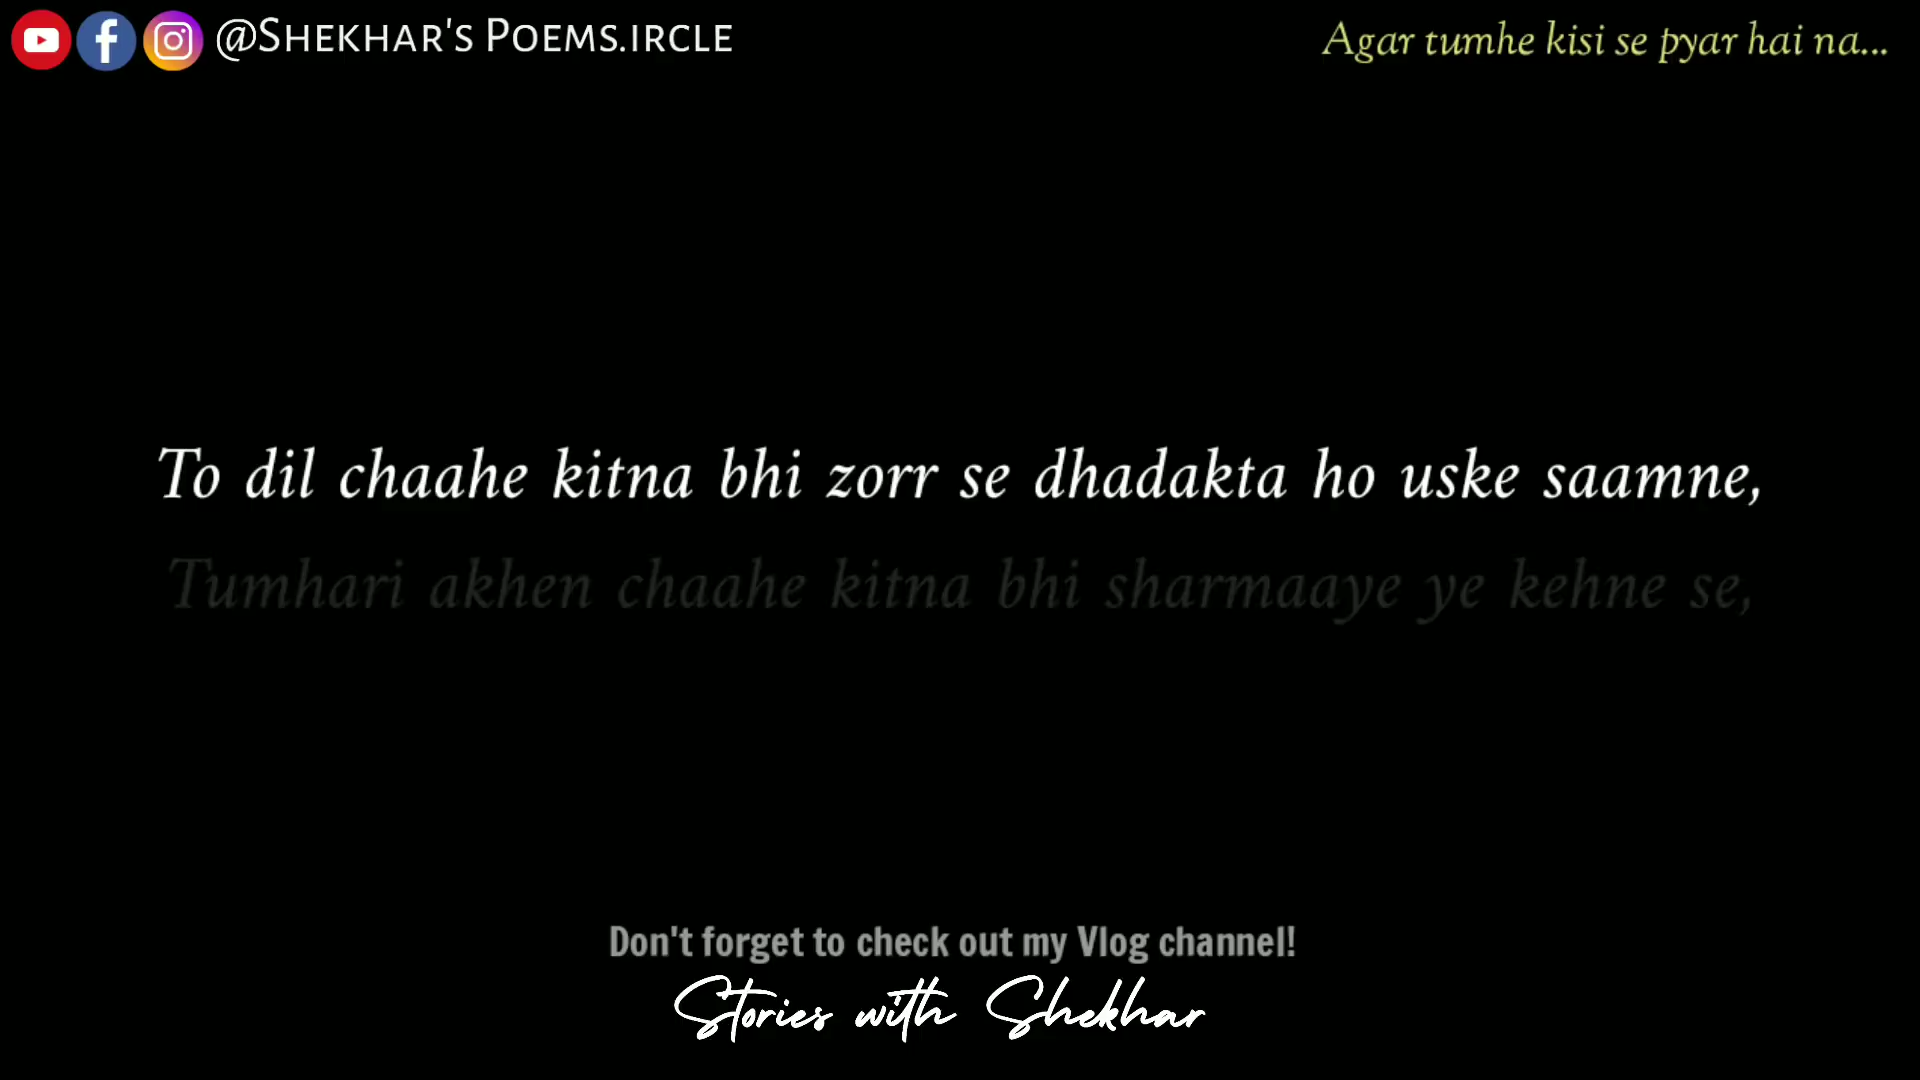 @Shekhar's Poems.ircle
Agar tumhe kisi se pyar hai na...
To dil chaahe kitna bhi zorr se dhadakta ho uske saamne,
Tumhari akhen chaahe kitna bhi sharmaaye ye kehne se,
Don't forget to check out my Vlog channel!
Stories with Shekhar